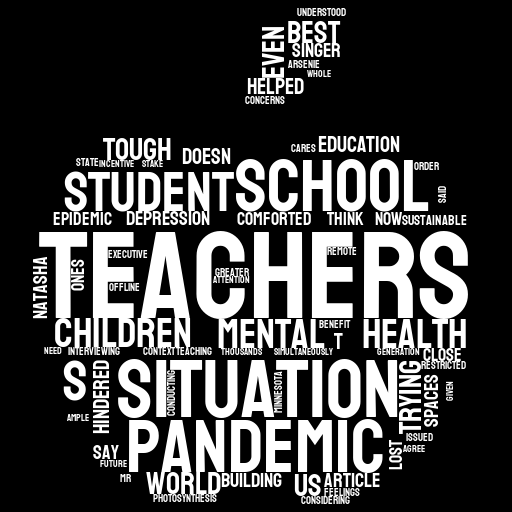 UNDERSTOOD
EVEN BEST
SINGER
ARSENIE
WHOLE
HELPED
CONCERNS
TOUGH DOESN CARES EDUCATION
STATE INCENTIVE STAKE
STUDENT SCHOOL ORDER
SAID
EPIDEMIC DEPRESSION COMFORTED THINK NOW SUSTAINABLE
TEACHERS
EXECUTIVE REMOTE
NATASHA ONES OFFLINE GREATER
ATTENTION
CHILDREN MENTAL BENEFIT T HEALTH
NEED INTERVIEWING CONTEXT TEACHING THOUSANDS SIMULTANEOUSLY GENERATION CLOSE
RESTRICTED
S HINDERED SITUATION CONDUCTING MINNESOTA TRYING SPACES GIVEN
AMPLE
PANDEMIC ISSUED
SAY LOST AGREE
FUTURE
MR WORLD BUILDING US ARTICLE
FEELINGS
PHOTOSYNTHESIS CONSIDERING